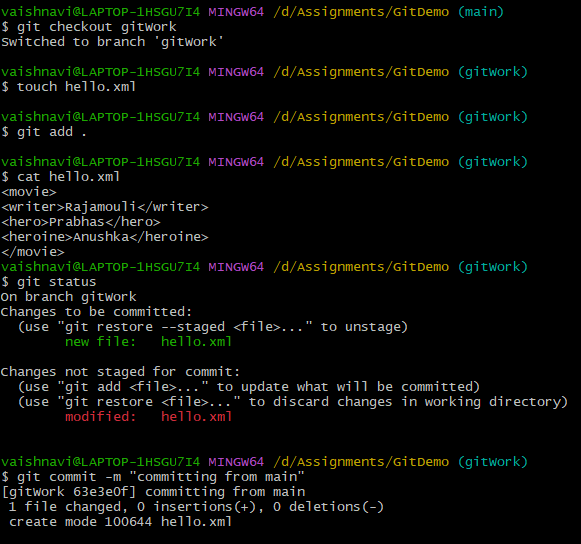 vaishnavi@LAPTOP-1HSGU7I4 MINGW64 /d/Assignments/GitDemo (main)
$ git checkout gitWork
Switched to branch 'gitWork'
vaishnavi@LAPTOP-1HSGU7I4 MINGW64 /d/Assignments/GitDemo (gitWork)
$ touch hello.xml
vaishnavi@LAPTOP-1HSGU7I4 MINGW64 /d/Assignments/GitDemo (gitWork)
$ git add .
vaishnavi@LAPTOP-1HSGU7I4 MINGW64 /d/Assignments/GitDemo (gitWork)
$ cat hello.xml
<movie>
<writer>Rajamouli</writer>
<hero>Prabhas</hero>
<heroine>Anushka</heroine>
</movie>
vaishnavi@LAPTOP-1HSGU7I4 MINGW64 /d/Assignments/GitDemo (gitWork)
$ git status
On branch gitWork
Changes to be committed:
  (use "git restore --staged <file>..." to unstage)
        new file:   hello.xml
Changes not staged for commit:
  (use "git add <file>..." to update what will be committed)
  (use "git restore <file>..." to discard changes in working directory)
        modified:   hello.xml
vaishnavi@LAPTOP-1HSGU7I4 MINGW64 /d/Assignments/GitDemo (gitWork)
$ git commit -m "committing from main"
[gitWork 63e3e0f] committing from main
 1 file changed, 0 insertions(+), 0 deletions(-)
 create mode 100644 hello.xml